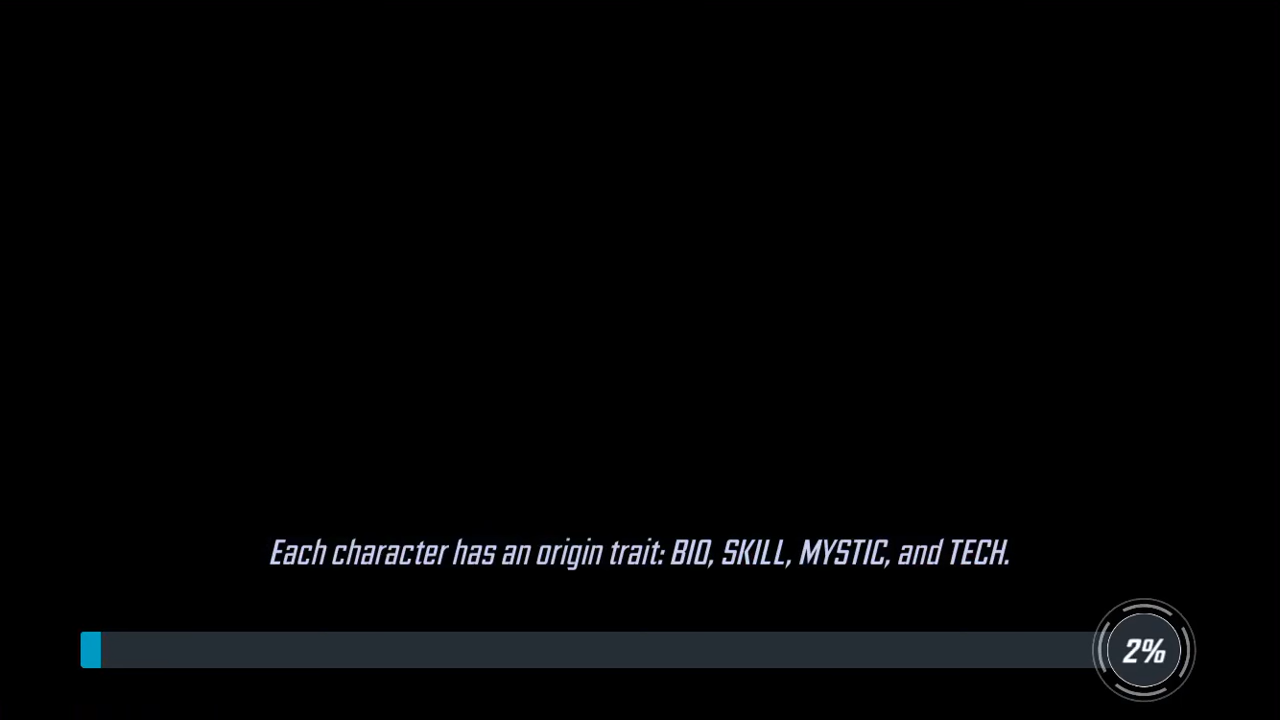 Each character has an origin trait: BIO, SKILL, MYSTIC, and TECH.
2%